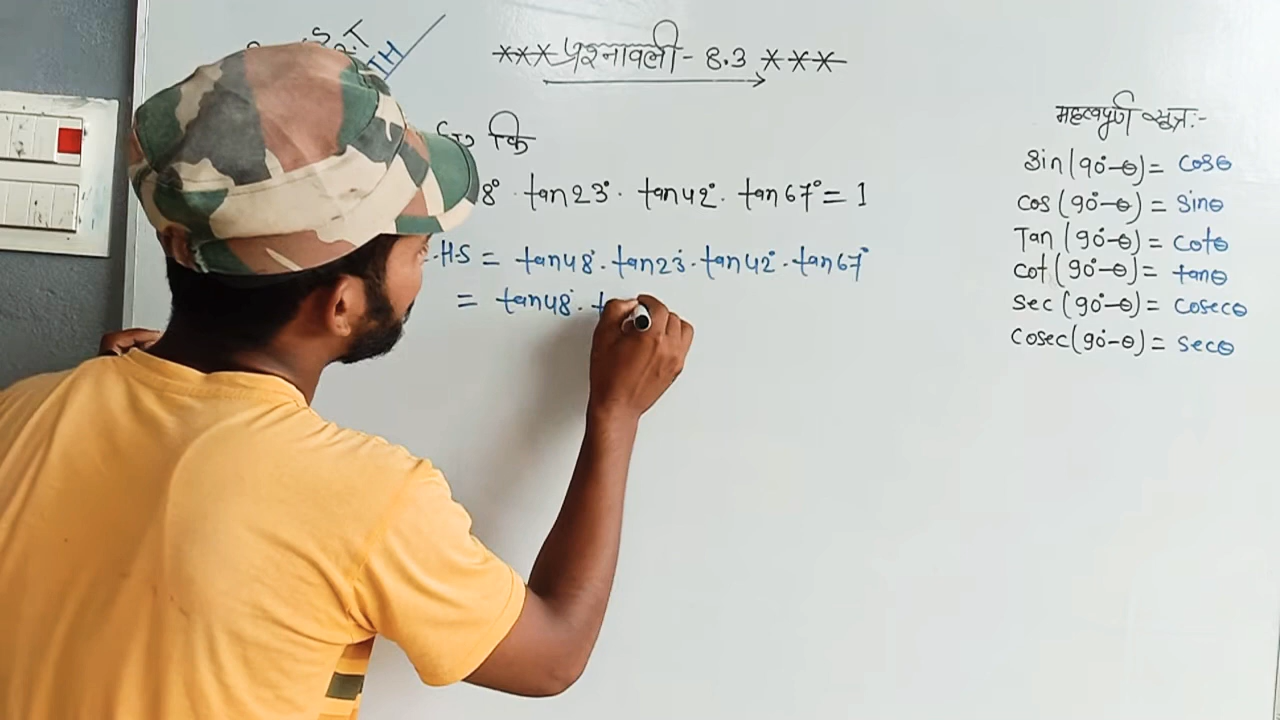 S
R.T
TH
××× प्रश्नावली - 8.3 ×××
कि
8° · tan23° · tan42° · tan67° = 1
.H.S = tan48° · tan23° · tan42° · tan67°
= tan48° · t
महत्वपूर्ण सूत्र:-
Sin(90°-θ) = cosθ
cos(90°-θ) = Sinθ
Tan(90°-θ) = cotθ
cot(90°-θ) = tanθ
Sec(90°-θ) = cosecθ
Cosec(90°-θ) = secθ